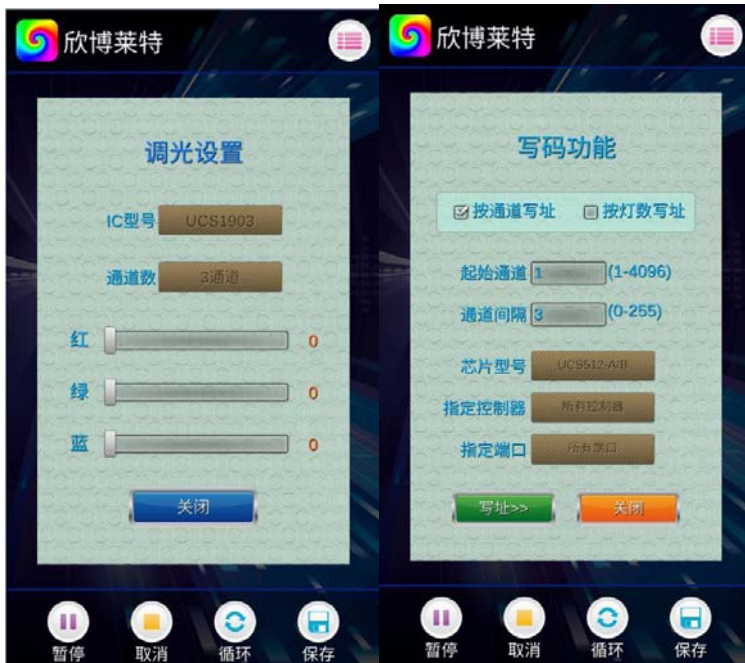 欣博莱特
调光设置
IC型号 UCS1903
通道数 3通道
红 0
绿 0
蓝 0
关闭
暂停 取消 循环 保存
欣博莱特
写码功能
按通道写址 按灯数写址
起始通道 1 (1-4096)
通道间隔 3 (0-255)
芯片型号 UCS512-A/B
指定控制器 所有控制器
指定端口 所有端口
写址>> 关闭
暂停 取消 循环 保存